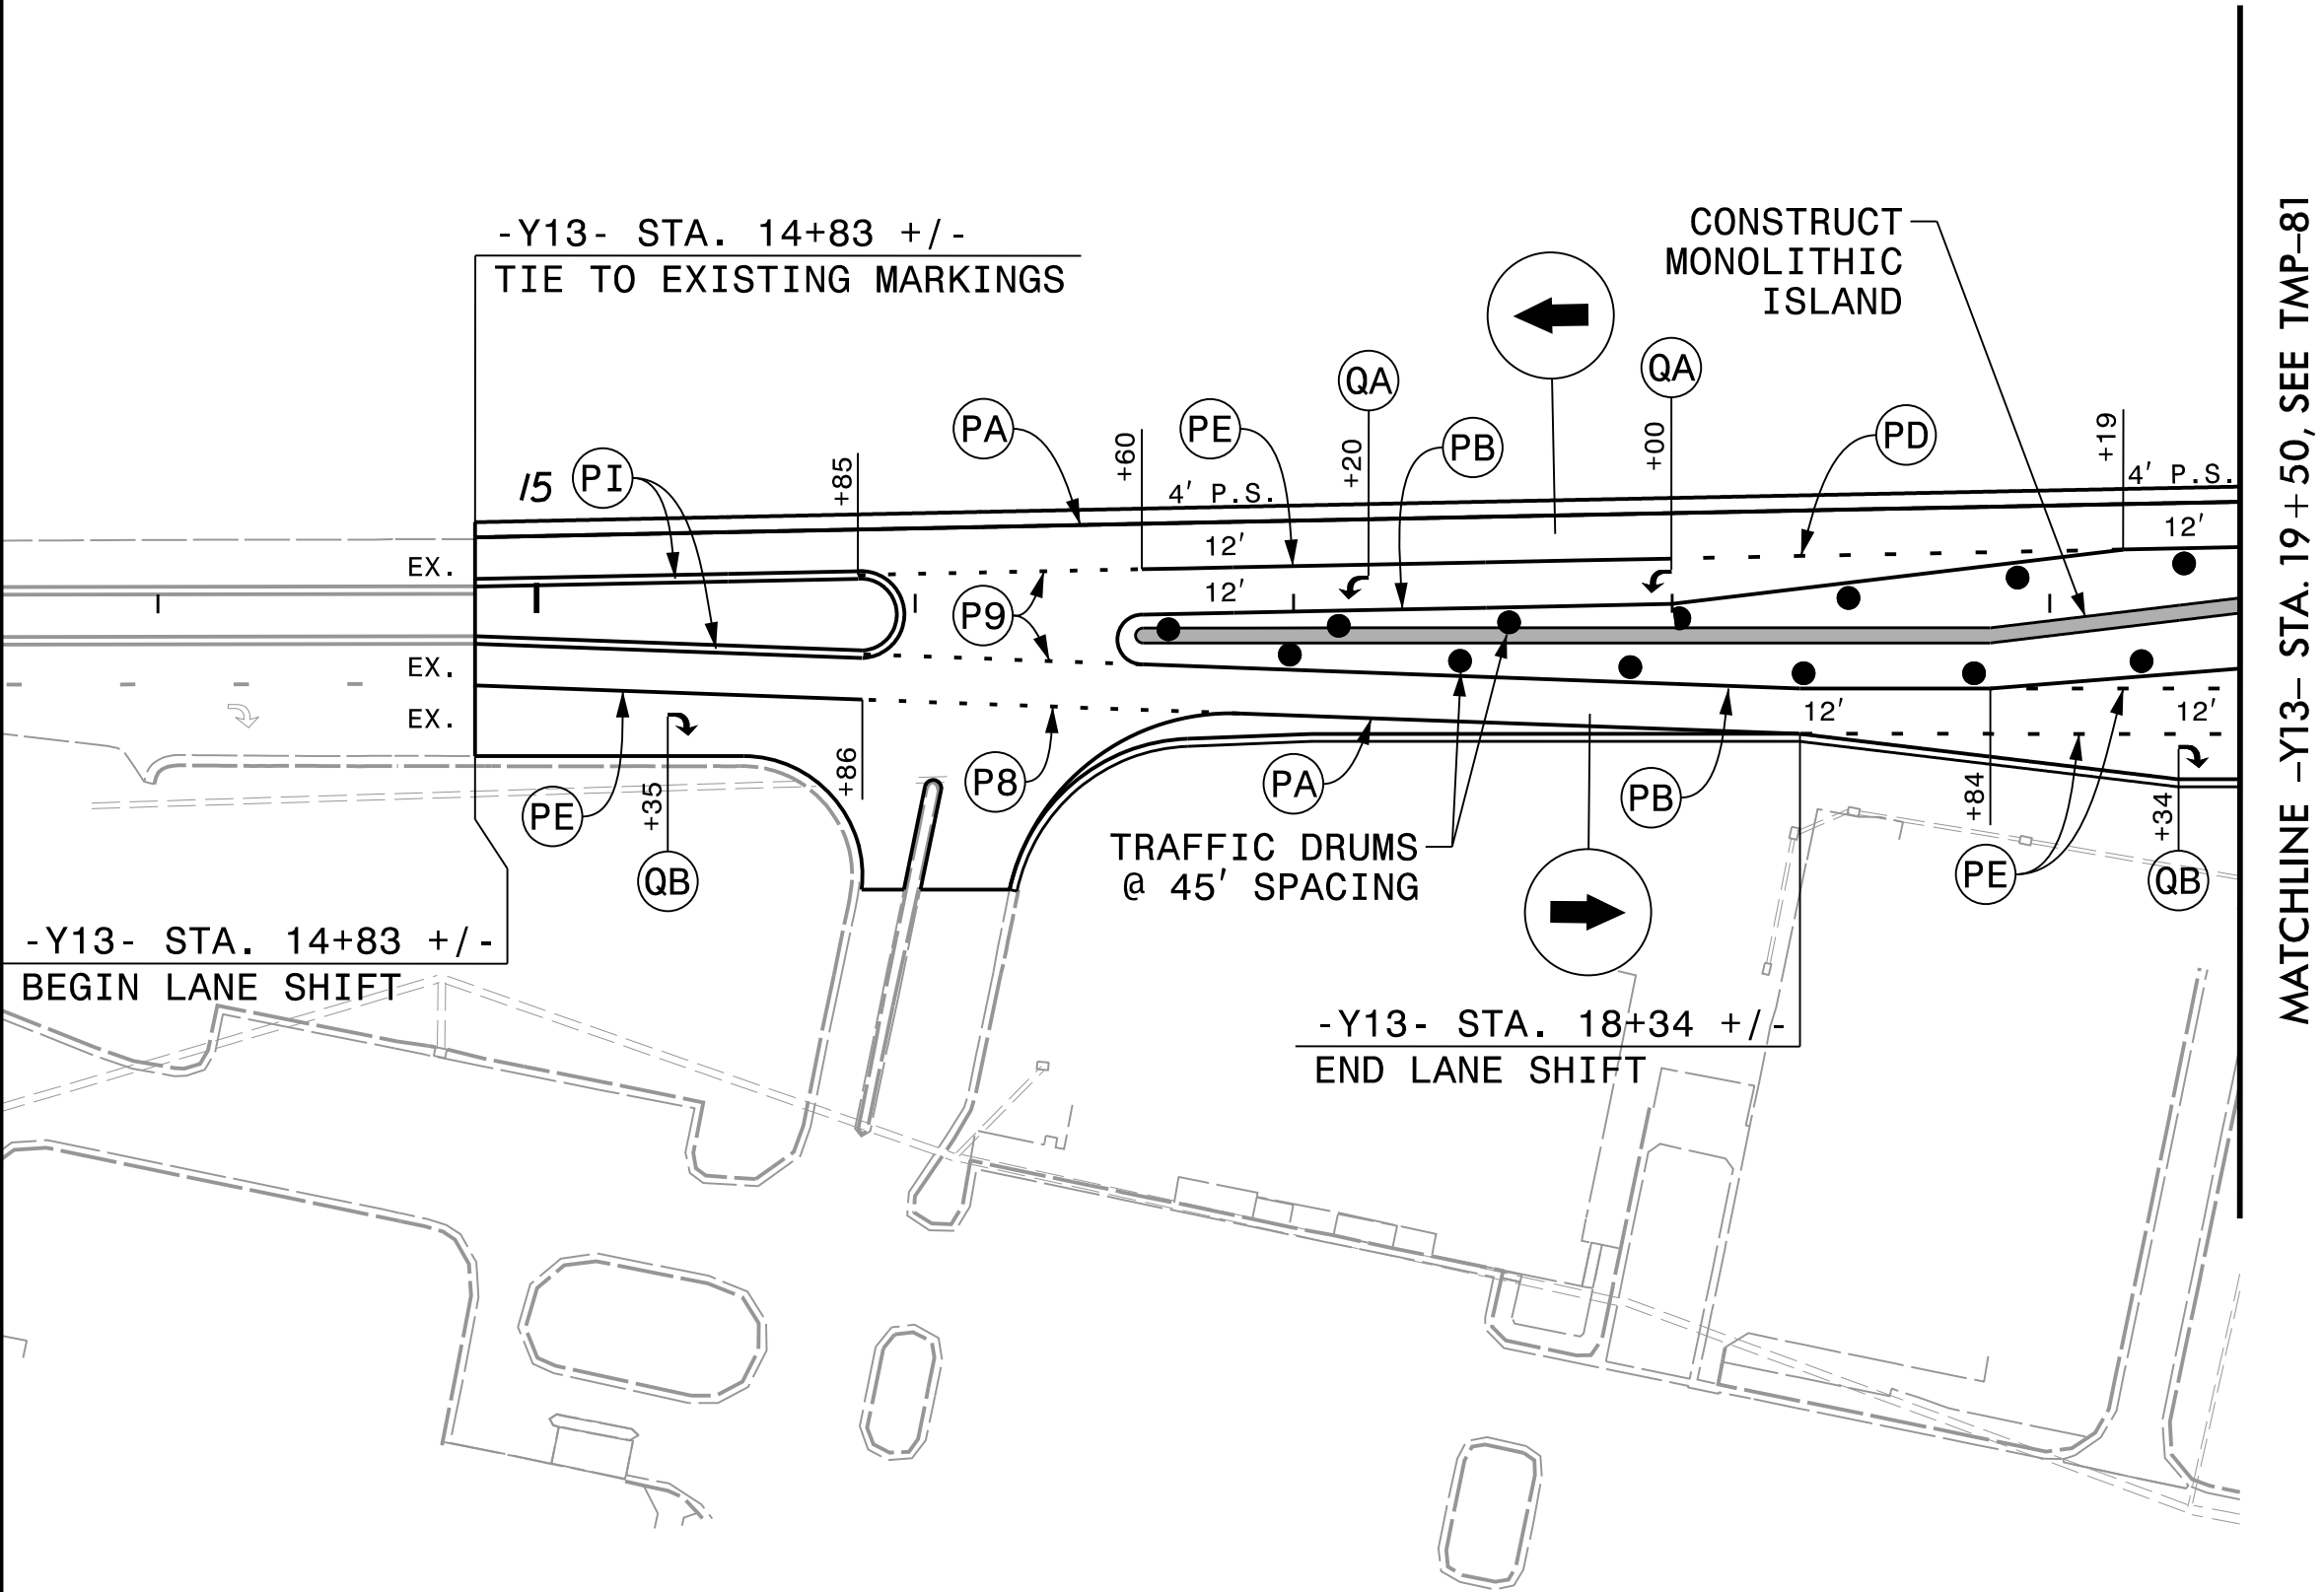 -Y13- STA. 14+83 +/-
TIE TO EXISTING MARKINGS
CONSTRUCT
MONOLITHIC
ISLAND
QA
QA
PA
PE
PB
PD
+19
+60
+20
+00
15
PI
+85
4' P.S.
4' P.S.
12'
12'
EX.
12'
P9
EX.
EX.
12'
12'
+86
P8
PA
PB
+84
+34
PE
+35
TRAFFIC DRUMS
@ 45' SPACING
QB
PE
QB
-Y13- STA. 14+83 +/-
BEGIN LANE SHIFT
-Y13- STA. 18+34 +/-
END LANE SHIFT
MATCHLINE -Y13- STA. 19+50, SEE TMP-81